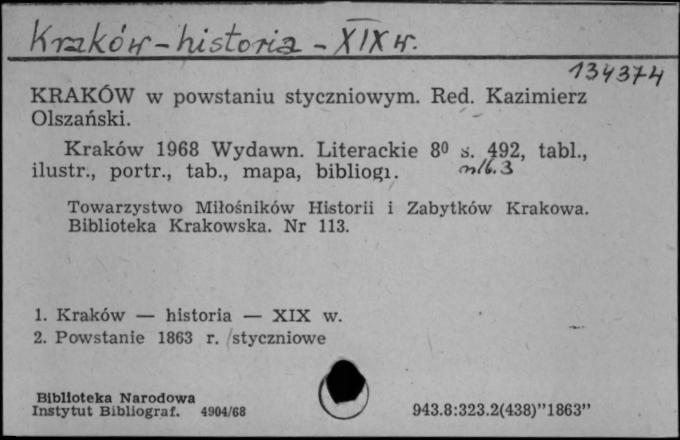 Kraków - historia - XIX w.
134374
KRAKÓW w powstaniu styczniowym. Red. Kazimierz
Olszański.
Kraków 1968 Wydawn. Literackie 8⁰ s. 492, tabl.,
ilustr., portr., tab., mapa, bibliogr.
nlb. 3
Towarzystwo Miłośników Historii i Zabytków Krakowa.
Biblioteka Krakowska. Nr 113.
1. Kraków — historia — XIX w.
2. Powstanie 1863 r. styczniowe
Biblioteka Narodowa
Instytut Bibliograf. 4904/68
943.8:323.2(438)"1863"